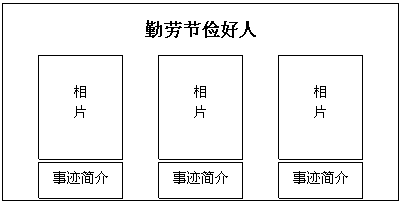 勤劳节俭好人
相 相 相
片 片 片
事迹简介 事迹简介 事迹简介